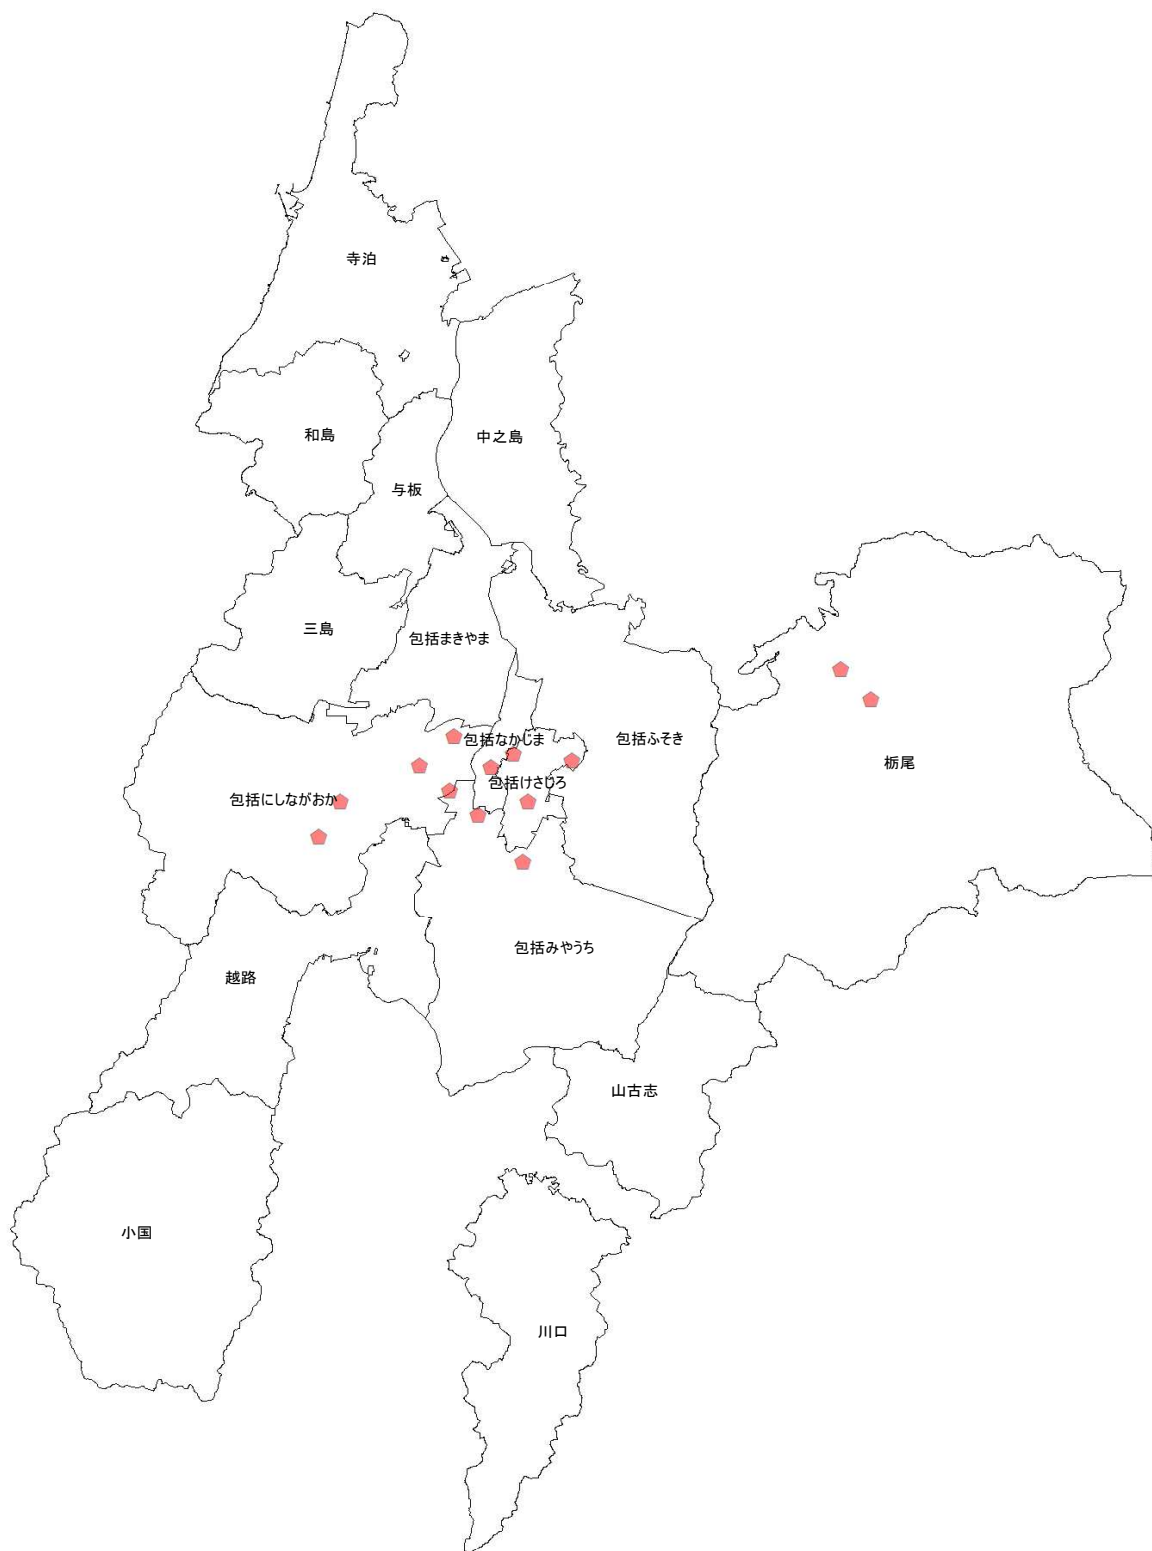 寺泊
和島
中之島
与板
三島
包括まきやま
包括なかじま
包括ふそき
栃尾
包括けさじろ
包括にしながおか
包括みやうち
越路
山古志
小国
川口